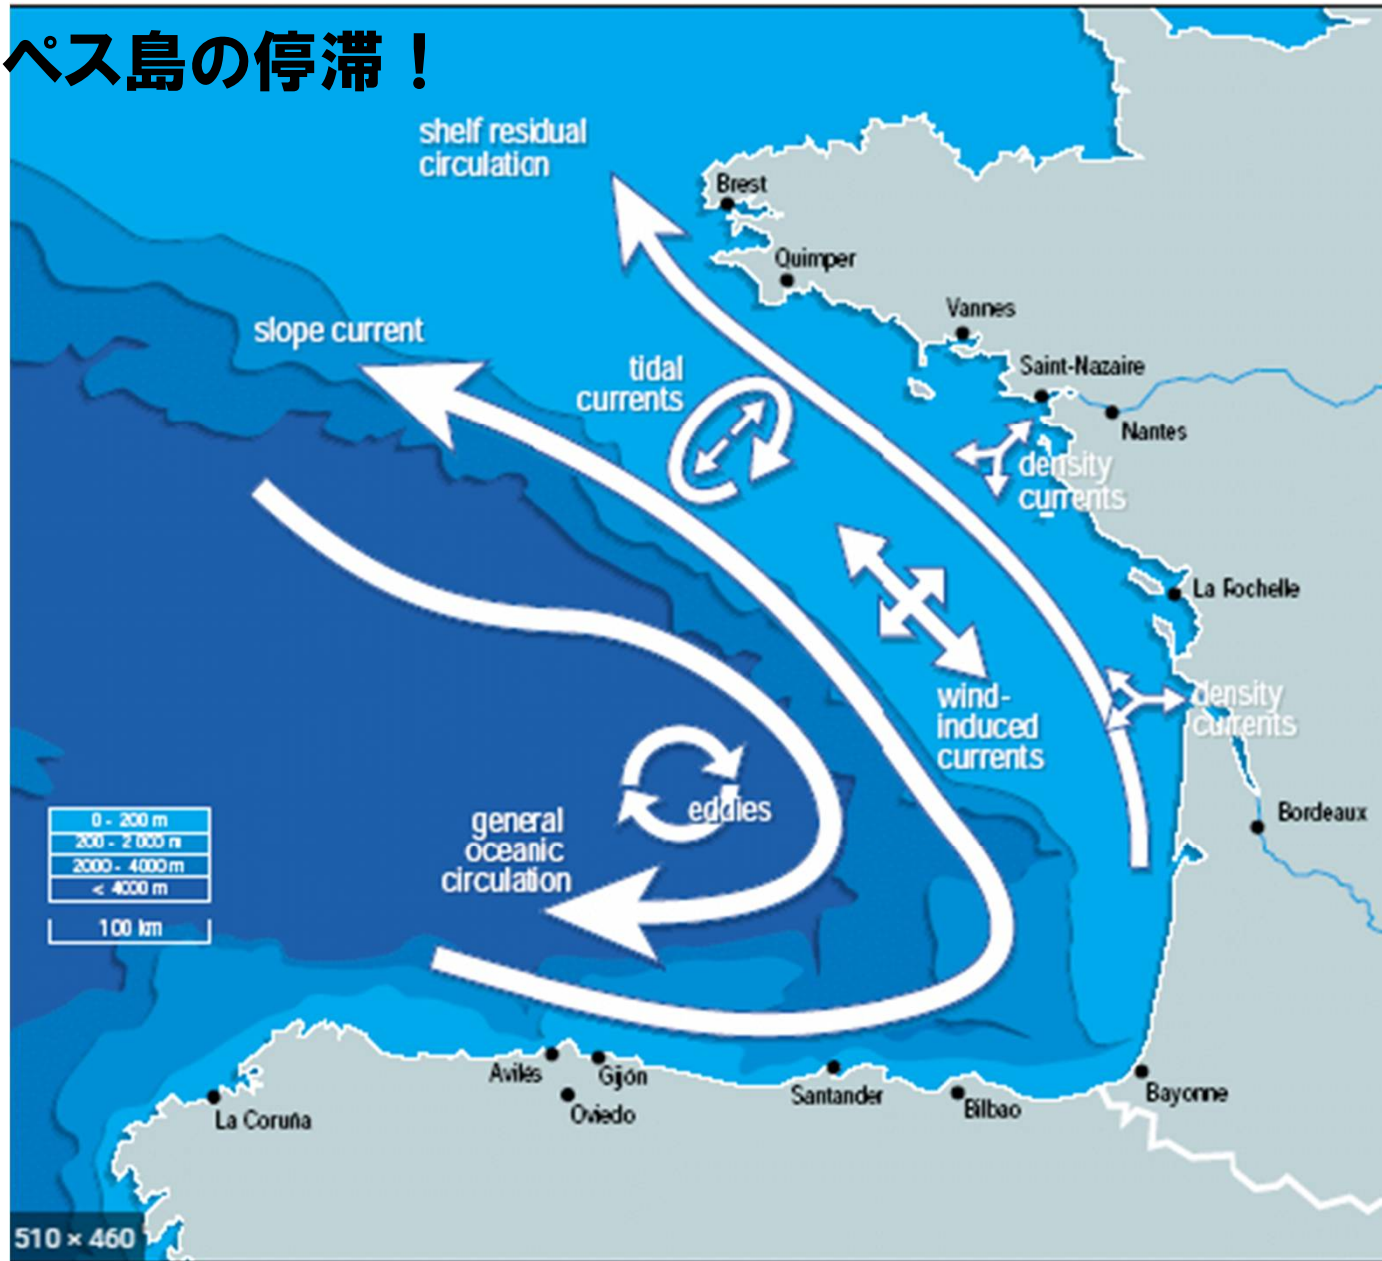 ペス島の停滞！
shelf residual
circulation
Brest
Quimper
Vannes
slope current
Saint-Nazaire
tidal
currents
Nantes
density
currents
La Rochelle
wind-
induced
currents
density
currents
eddies
general
oceanic
circulation
Bordeaux
0 - 200 m
200 - 2 000 m
2000 - 4000 m
< 4000 m
100 km
Avilés
Gijón
Oviedo
Santander
Bilbao
Bayonne
La Coruña
510 × 460